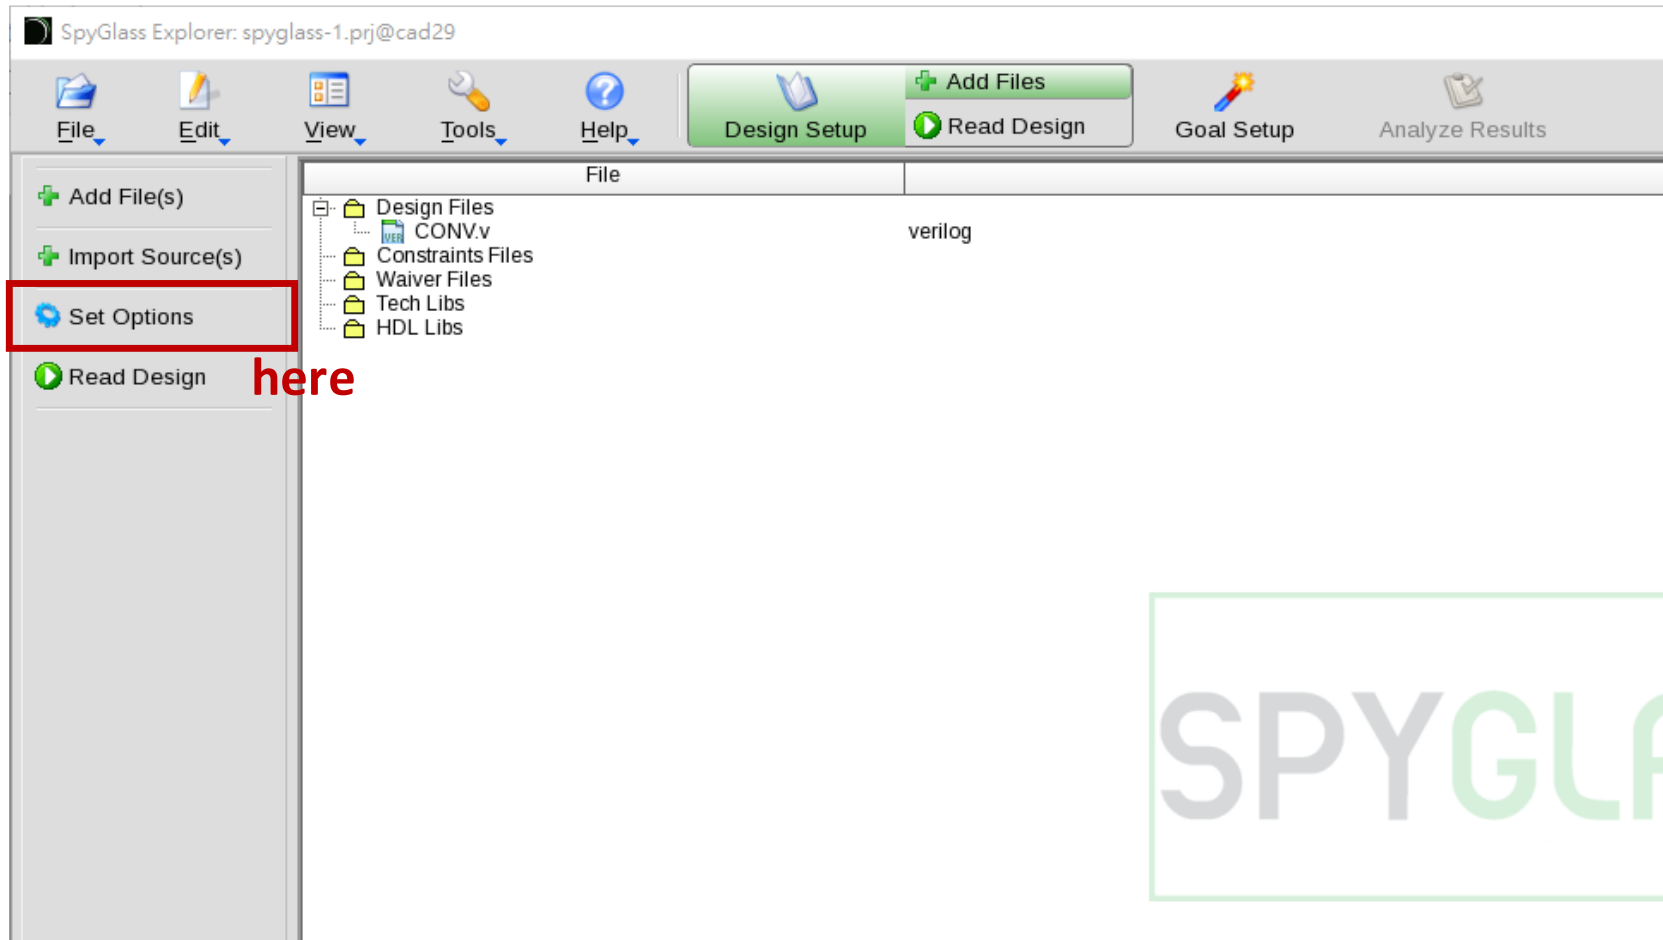 SpyGlass Explorer: spyglass-1.prj@cad29
File
Edit
View
Tools
Help
Design Setup
Add Files
Read Design
Goal Setup
Analyze Results
Add File(s)
Import Source(s)
Set Options
here
Read Design
File
Design Files
CONV.v
verilog
Constraints Files
Waiver Files
Tech Libs
HDL Libs
VER
SPYGLA